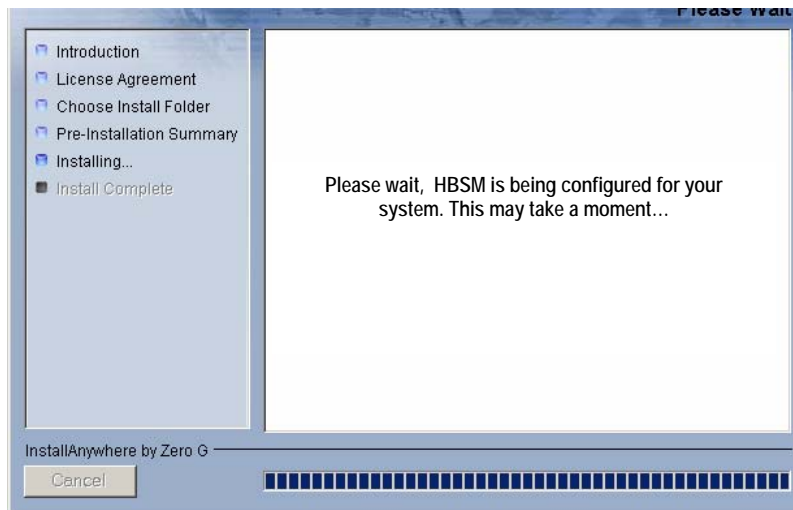 Please Wait
Introduction
License Agreement
Choose Install Folder
Pre-Installation Summary
Installing...
Install Complete
Please wait, HBSM is being configured for your
system. This may take a moment…
InstallAnywhere by Zero G
Cancel